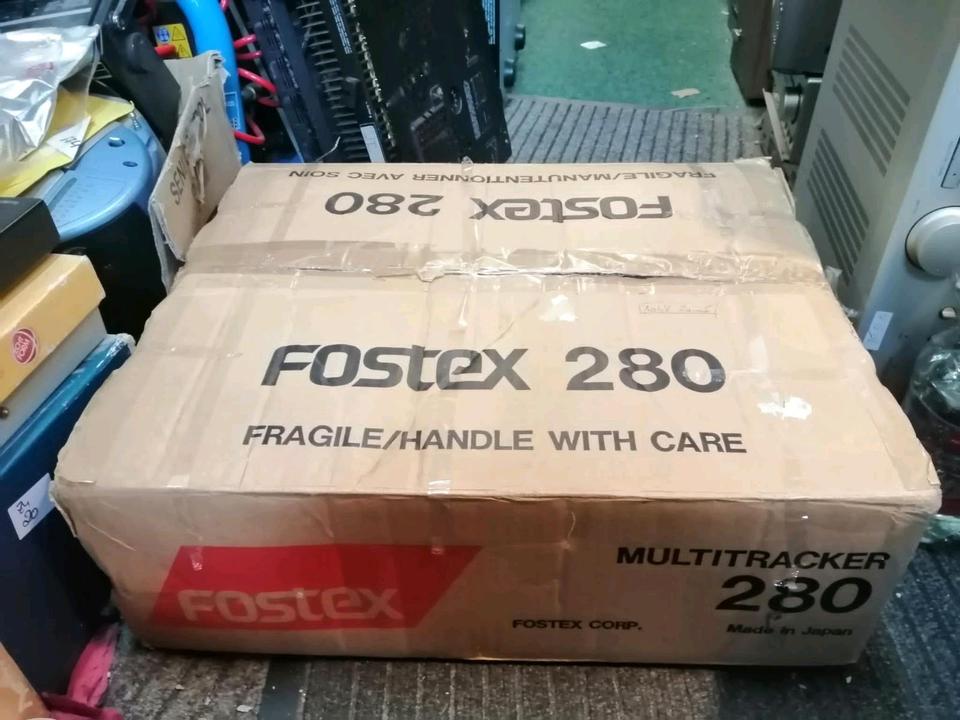 FRAGILE/MANUTENTIONNER AVEC SOIN
FOSTEX 280
FOSTEX 280
FRAGILE/HANDLE WITH CARE
FOSTEX
MULTITRACKER
280
FOSTEX CORP.
Made in Japan